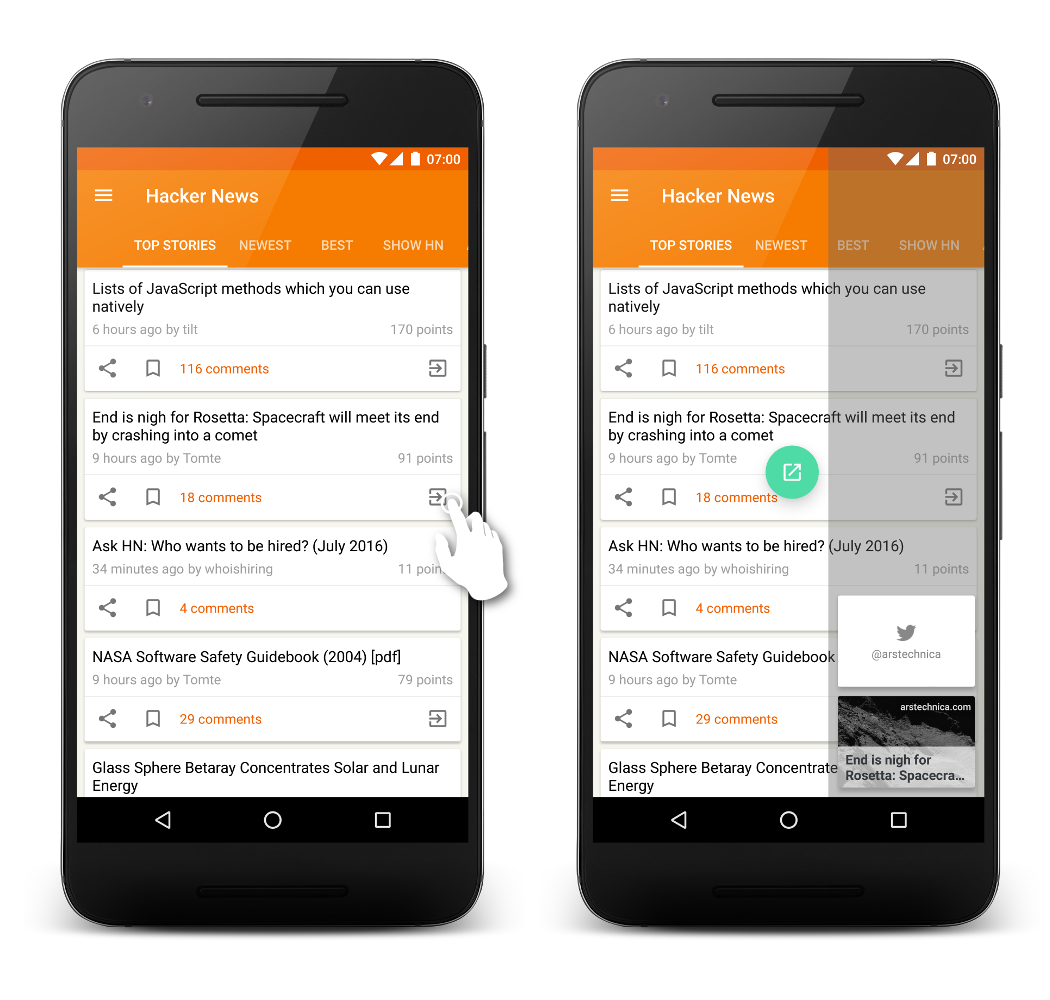 07:00
Hacker News
TOP STORIES NEWEST BEST SHOW HN
Lists of JavaScript methods which you can use
natively
6 hours ago by tilt 170 points
116 comments
End is nigh for Rosetta: Spacecraft will meet its end
by crashing into a comet
9 hours ago by Tomte 91 points
18 comments
Ask HN: Who wants to be hired? (July 2016)
34 minutes ago by whoishiring 11 poin
4 comments
NASA Software Safety Guidebook (2004) [pdf]
9 hours ago by Tomte 79 points
29 comments
Glass Sphere Betaray Concentrates Solar and Lunar
Energy
07:00
Hacker News
TOP STORIES NEWEST BEST SHOW HN
Lists of JavaScript methods which you can use
natively
6 hours ago by tilt 170 points
116 comments
End is nigh for Rosetta: Spacecraft will meet its end
by crashing into a comet
9 hours ago by Tomte 91 points
18 comments
Ask HN: Who wants to be hired? (July 2016)
34 minutes ago by whoishiring 11 points
4 comments
NASA Software Safety Guidebook
9 hours ago by Tomte
29 comments
Glass Sphere Betaray Concentrate
Energy
@arstechnica
arstechnica.com
End is nigh for
Rosetta: Spacecra...